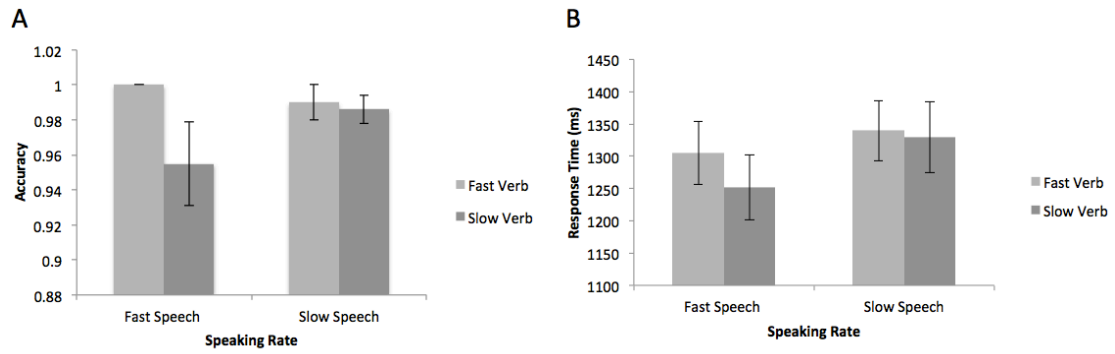 A
1.02
1
0.98
0.96
0.94
0.92
0.9
0.88
Accuracy
Fast Speech
Slow Speech
Speaking Rate
Fast Verb
Slow Verb
B
1450
1400
1350
1300
1250
1200
1150
1100
Response Time (ms)
Fast Speech
Slow Speech
Speaking Rate
Fast Verb
Slow Verb